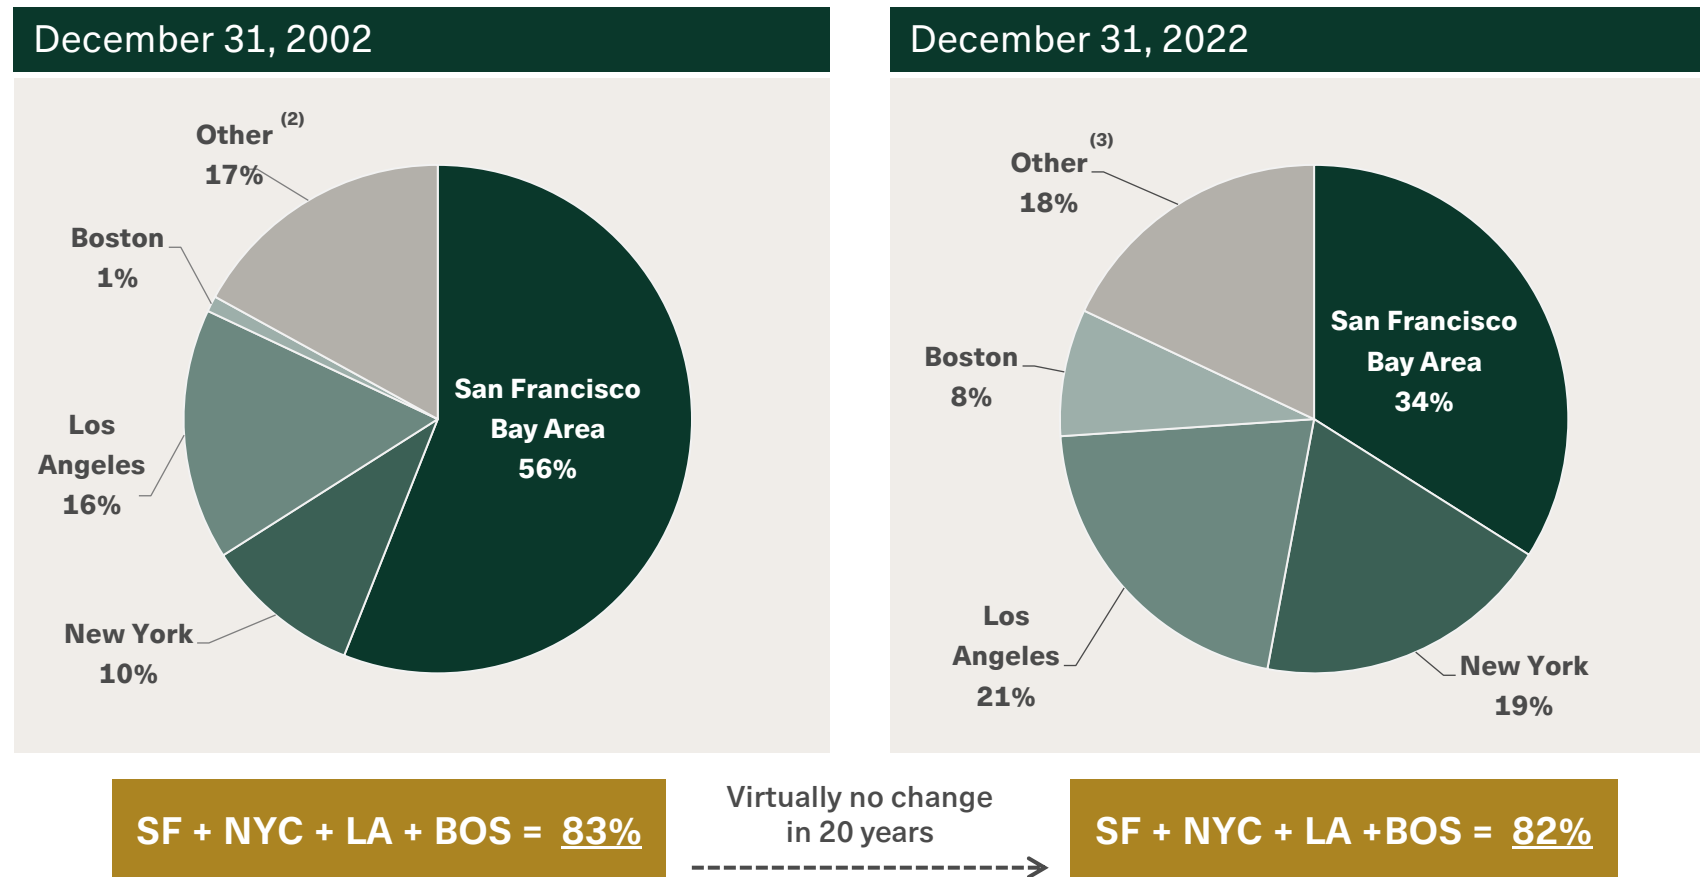 December 31, 2002
Other (2)
17%
Boston
1%
Los
Angeles
16%
New York
10%
San Francisco
Bay Area
56%
December 31, 2022
Other (3)
18%
Boston
8%
Los
Angeles
21%
San Francisco
Bay Area
34%
New York
19%
SF + NYC + LA + BOS = 83%
Virtually no change
in 20 years
SF + NYC + LA +BOS = 82%